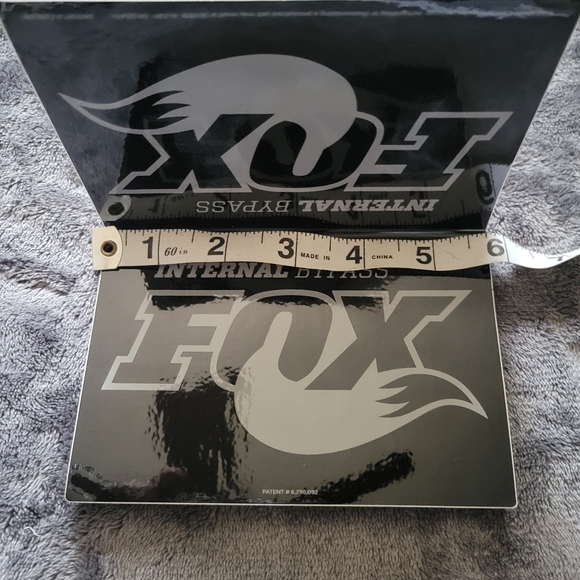 FOX
INTERNAL BYPASS
1 60 in 2 3 MADE IN 4 CHINA 5 6
INTERNAL BYPASS
FOX
PATENT # 6,296,092